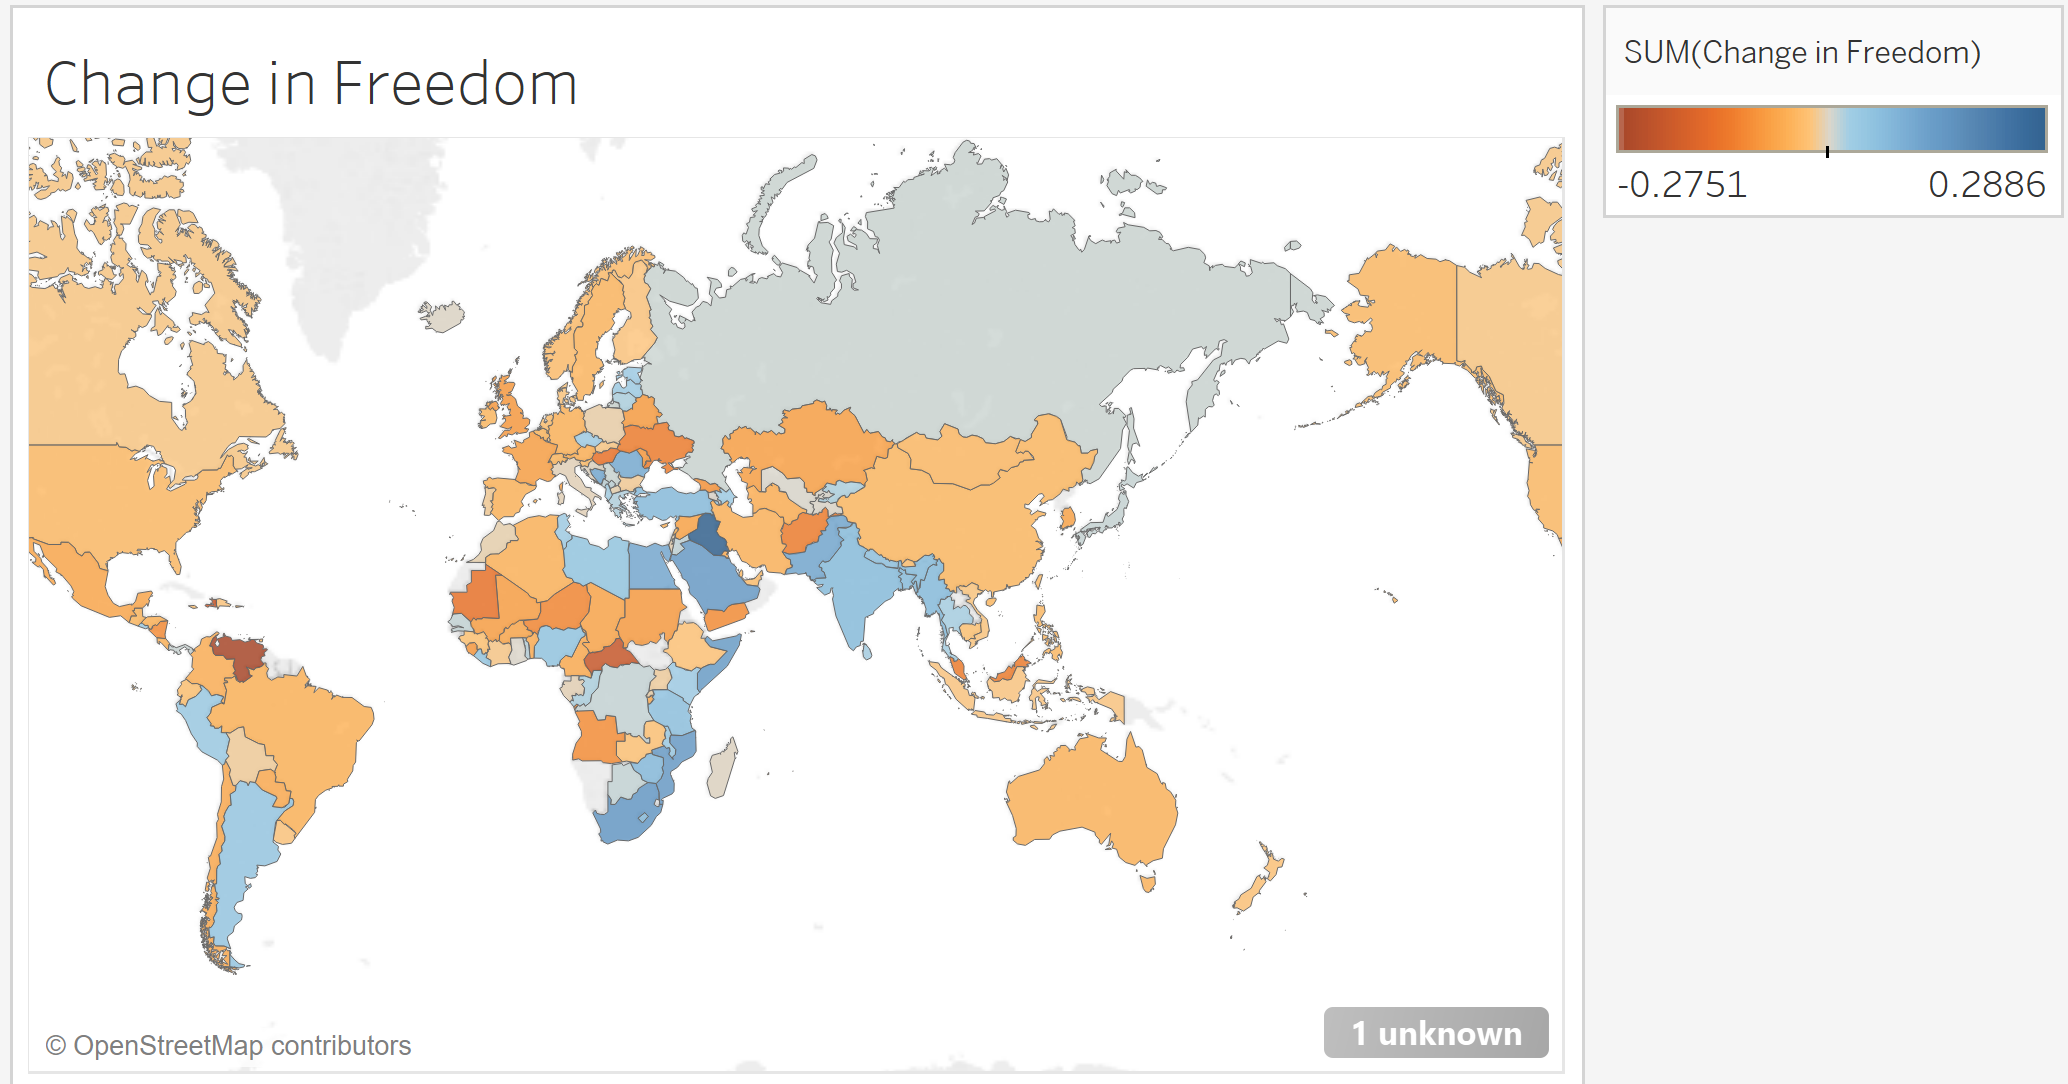 Change in Freedom
SUM(Change in Freedom)
-0.2751 0.2886
© OpenStreetMap contributors
1 unknown